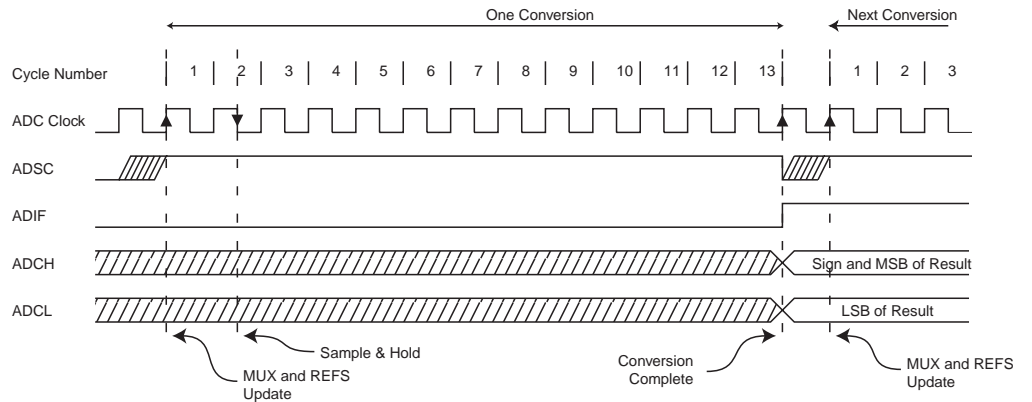 One Conversion Next Conversion
Cycle Number 1 2 3 4 5 6 7 8 9 10 11 12 13 1 2 3
ADC Clock
ADSC
ADIF
ADCH Sign and MSB of Result
ADCL LSB of Result
Sample & Hold
MUX and REFS
Update
Conversion
Complete
MUX and REFS
Update